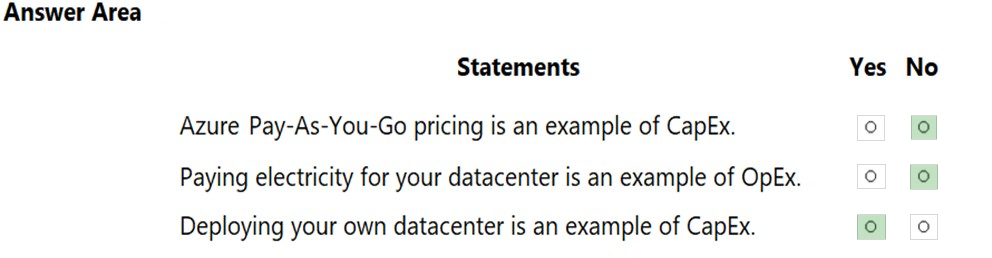 Answer Area
Statements Yes No
Azure Pay-As-You-Go pricing is an example of CapEx.
Paying electricity for your datacenter is an example of OpEx.
Deploying your own datacenter is an example of CapEx.